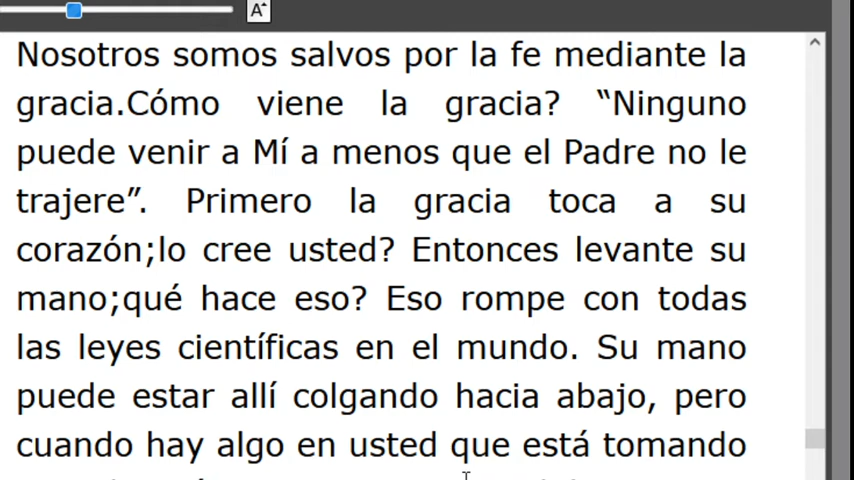 A
Nosotros somos salvos por la fe mediante la
gracia.Cómo viene la gracia? “Ninguno
puede venir a Mí a menos que el Padre no le
trajere”. Primero la gracia toca a su
corazón;lo cree usted? Entonces levante su
mano;qué hace eso? Eso rompe con todas
las leyes científicas en el mundo. Su mano
puede estar allí colgando hacia abajo, pero
cuando hay algo en usted que está tomando